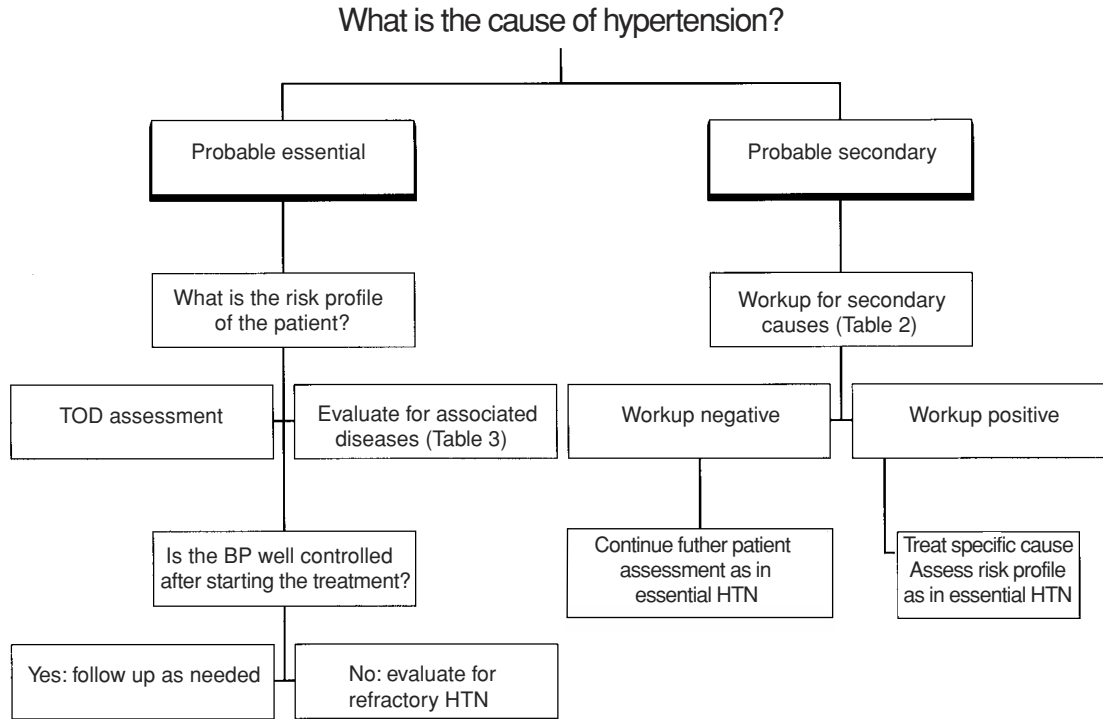 What is the cause of hypertension?
Probable essential
Probable secondary
What is the risk profile
of the patient?
Workup for secondary
causes (Table 2)
TOD assessment
Evaluate for associated
diseases (Table 3)
Workup negative
Workup positive
Is the BP well controlled
after starting the treatment?
Continue futher patient
assessment as in
essential HTN
Treat specific cause
Assess risk profile
as in essential HTN
Yes: follow up as needed
No: evaluate for
refractory HTN